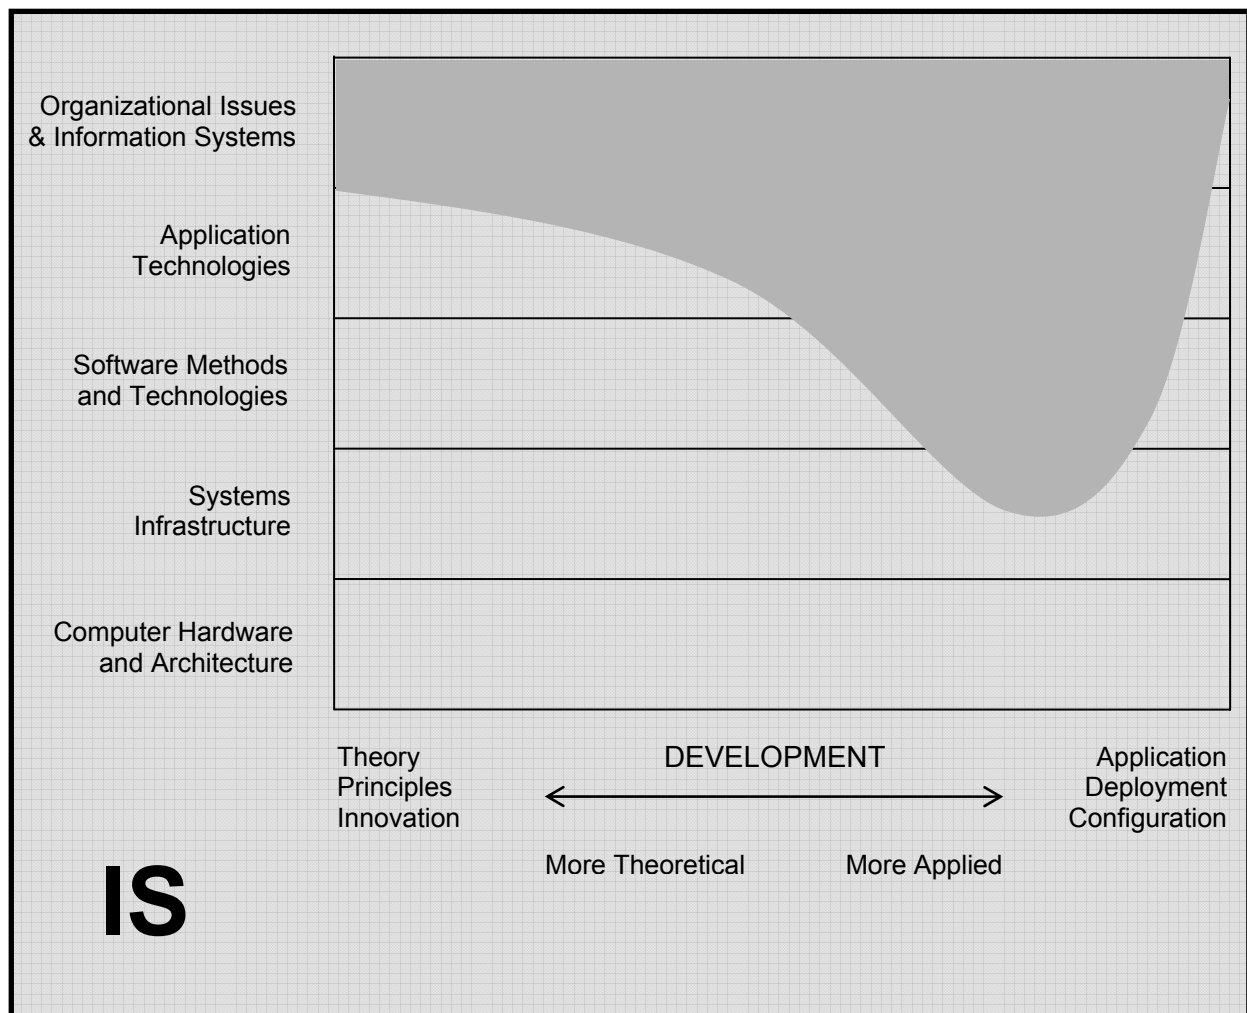 Organizational Issues
& Information Systems
Application
Technologies
Software Methods
and Technologies
Systems
Infrastructure
Computer Hardware
and Architecture
Theory
Principles
Innovation
DEVELOPMENT
Application
Deployment
Configuration
More Theoretical
More Applied
IS